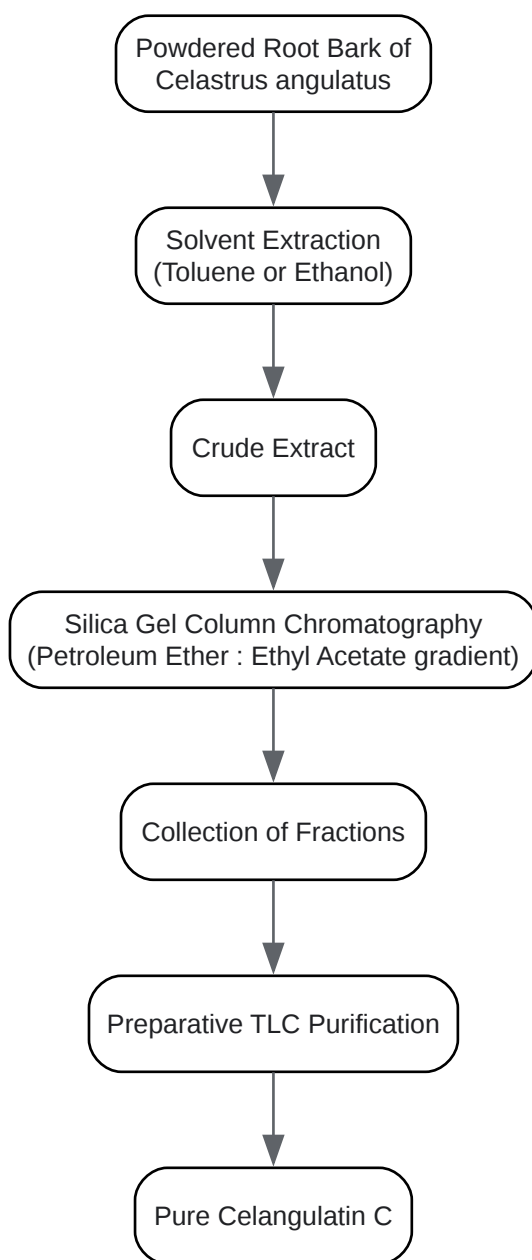 Powdered Root Bark of
Celastrus angulatus
Solvent Extraction
(Toluene or Ethanol)
Crude Extract
Silica Gel Column Chromatography
(Petroleum Ether : Ethyl Acetate gradient)
Collection of Fractions
Preparative TLC Purification
Pure Celangulatin C